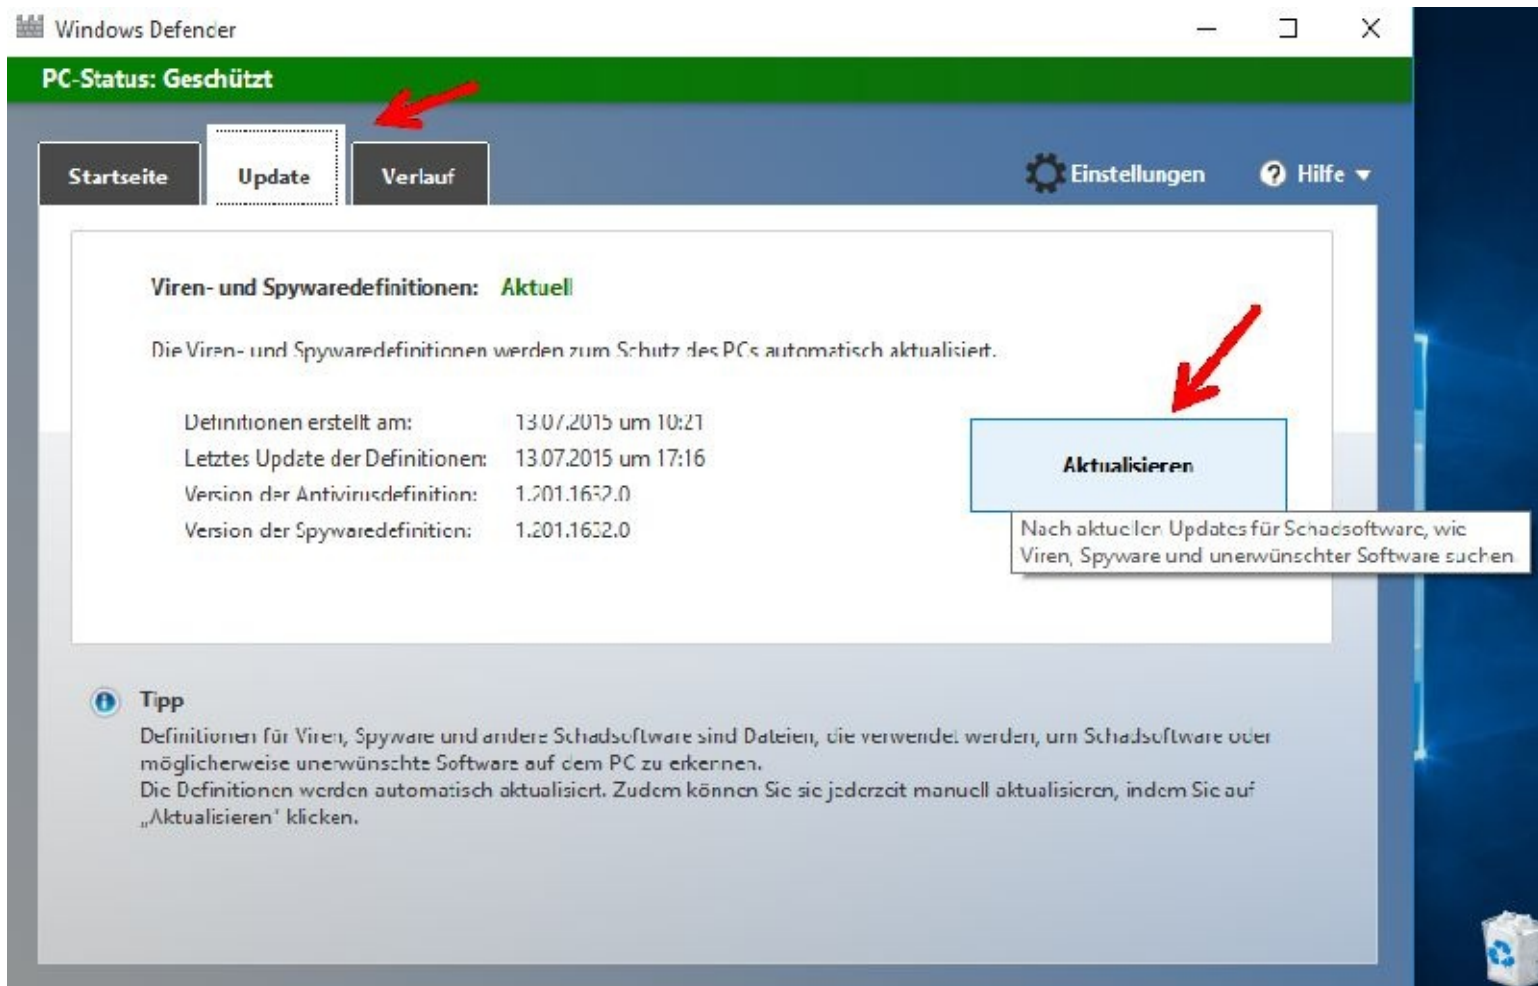 Windows Defender
PC-Status: Geschützt
Startseite
Update
Verlauf
Einstellungen
Hilfe
Viren- und Spywaredefinitionen: Aktuell
Die Viren- und Spywaredefinitionen werden zum Schutz des PCs automatisch aktualisiert.
Definitionen erstellt am: 13.07.2015 um 10:21
Letztes Update der Definitionen: 13.07.2015 um 17:16
Version der Antivirusdefinition: 1.201.1632.0
Version der Spywaredefinition: 1.201.1632.0
Aktualisieren
Nach aktuellen Updates für Schadsoftware, wie
Viren, Spyware und unerwünschter Software suchen.
Tipp
Definitionen für Viren, Spyware und andere Schadsoftware sind Dateien, die verwendet werden, um Schadsoftware oder
möglicherweise unerwünschte Software auf dem PC zu erkennen.
Die Definitionen werden automatisch aktualisiert. Zudem können Sie sie jederzeit manuell aktualisieren, indem Sie auf
„Aktualisieren" klicken.